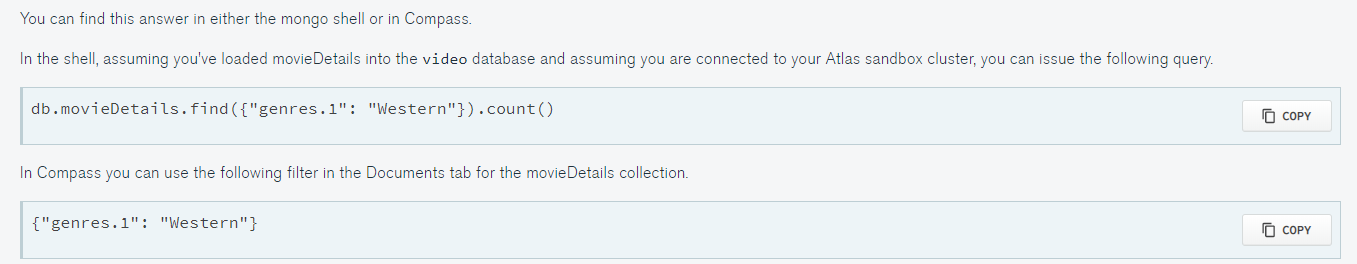 You can find this answer in either the mongo shell or in Compass.
In the shell, assuming you've loaded movieDetails into the video database and assuming you are connected to your Atlas sandbox cluster, you can issue the following query.
db.movieDetails.find({"genres.1": "Western"}).count()
COPY
In Compass you can use the following filter in the Documents tab for the movieDetails collection.
{"genres.1": "Western"}
COPY